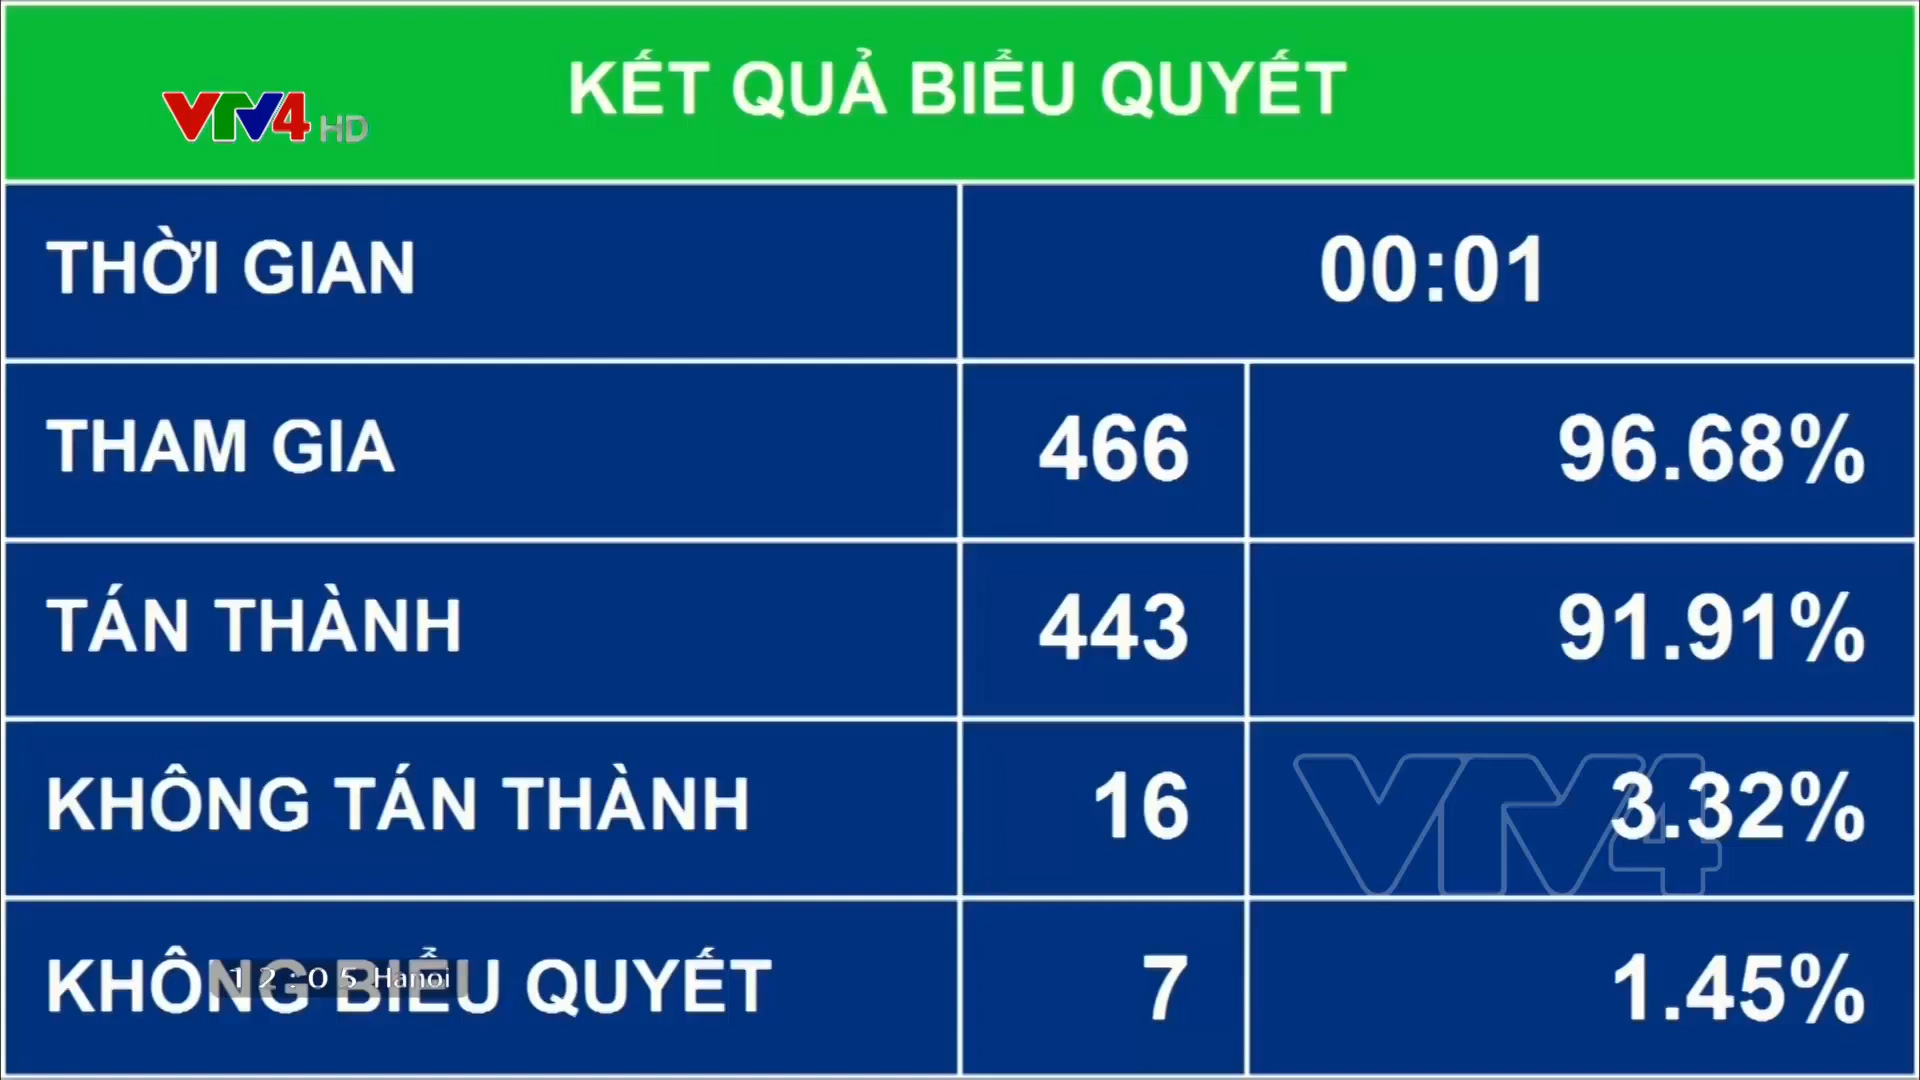 KẾT QUẢ BIỂU QUYẾT
VTV4 HD
THỜI GIAN 00:01
THAM GIA 466 96.68%
TÁN THÀNH 443 91.91%
KHÔNG TÁN THÀNH 16 3.32%
VTV4
KHÔNG BIỂU QUYẾT 7 1.45%
12:05 Hanoi